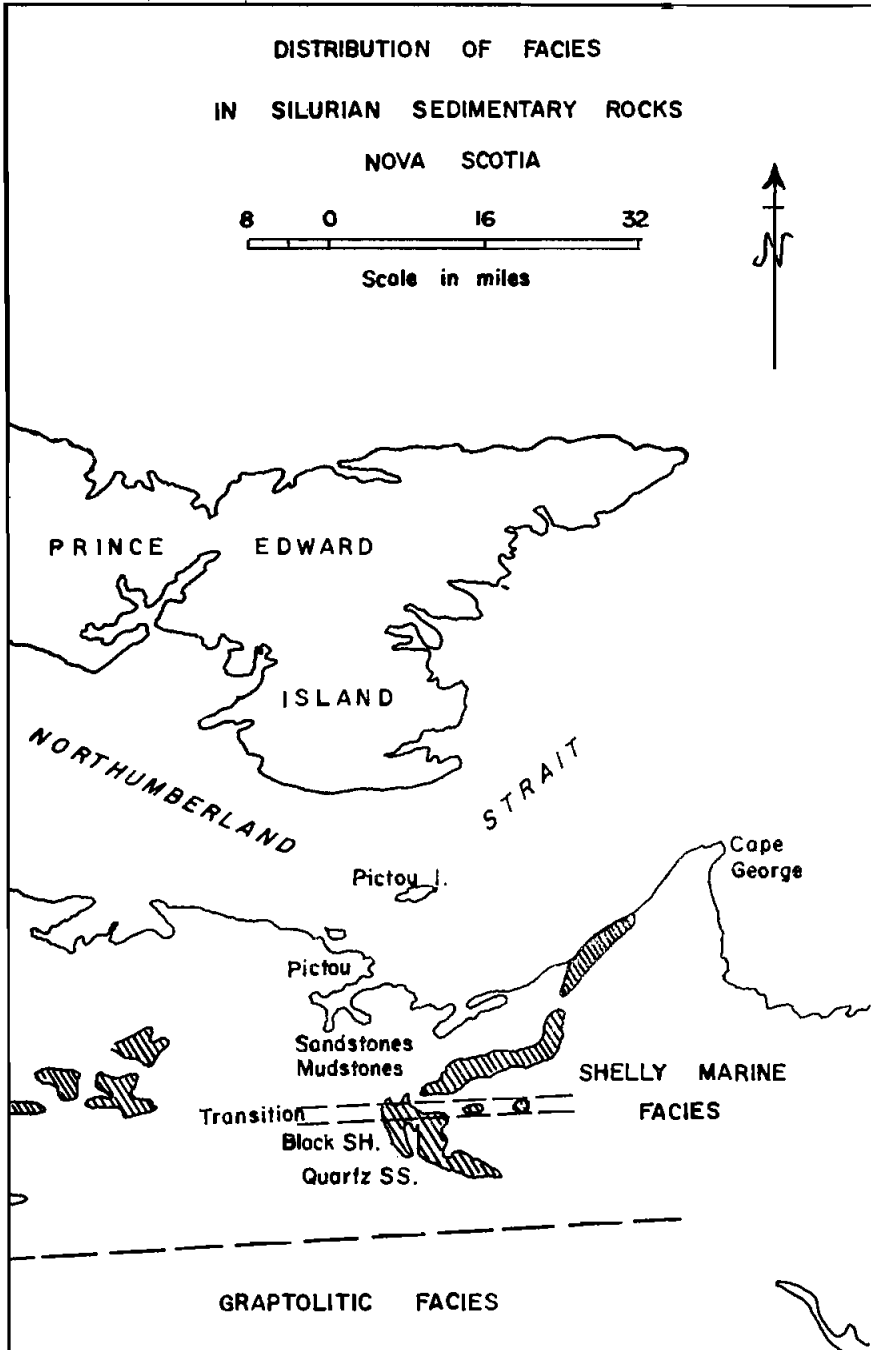 DISTRIBUTION OF FACIES
IN SILURIAN SEDIMENTARY ROCKS
NOVA SCOTIA
8 0 16 32
Scale in miles
N
PRINCE EDWARD
ISLAND
NORTHUMBERLAND
STRAIT
Cape
George
Pictou I.
Pictou
Sandstones
Mudstones
SHELLY MARINE
FACIES
Transition
Black SH.
Quartz SS.
GRAPTOLITIC FACIES